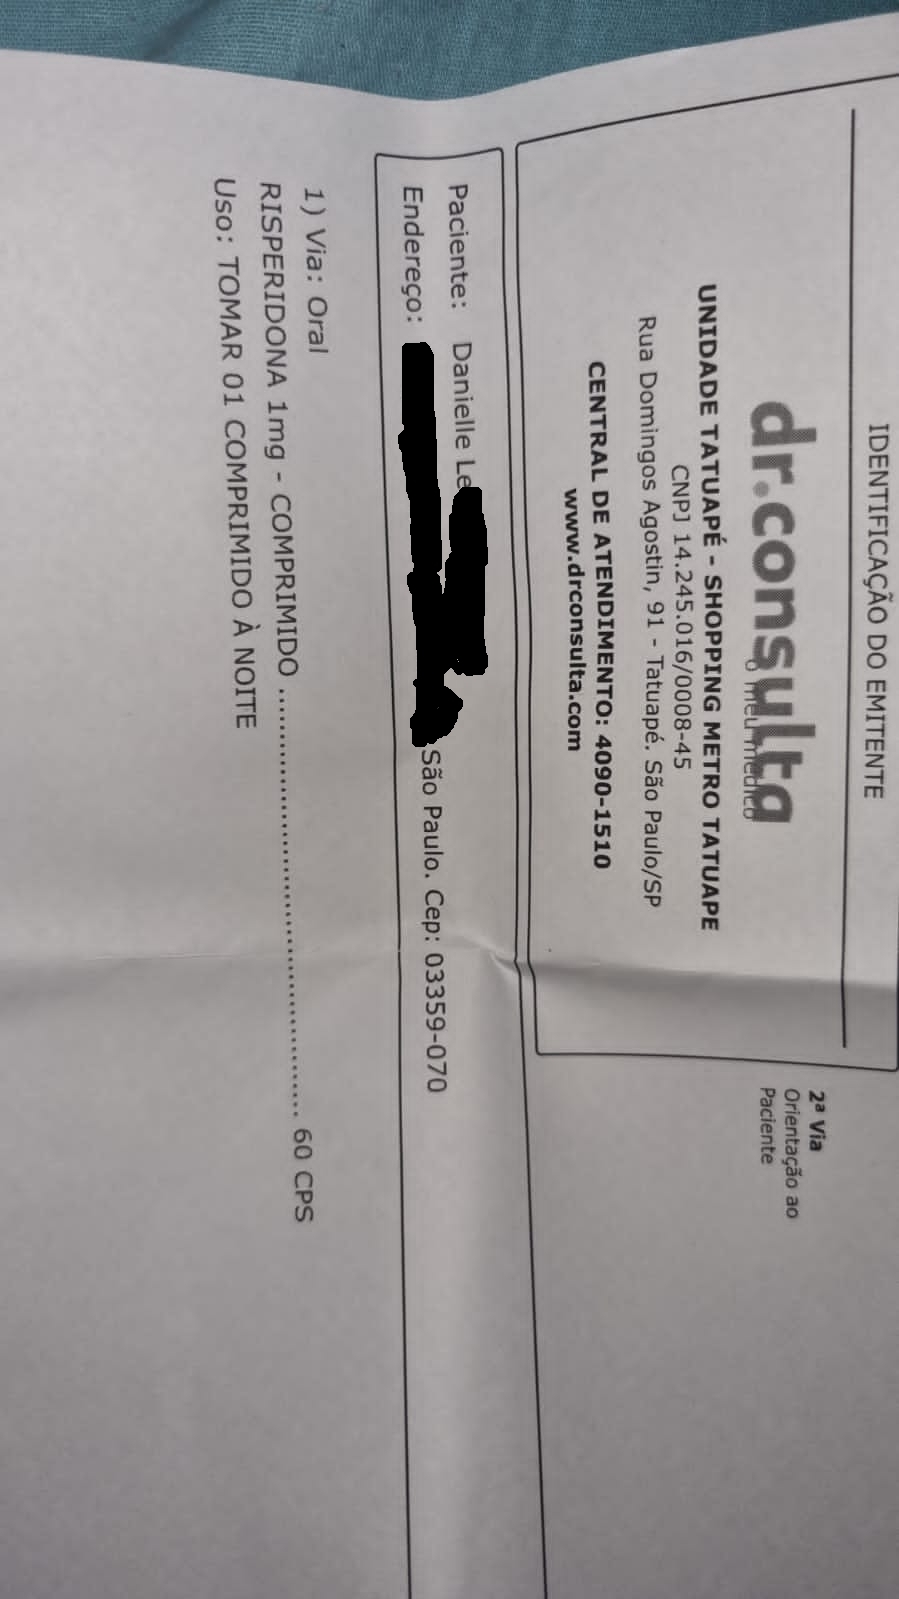 IDENTIFICAÇÃO DO EMITENTE
dr.consulta
o meu médico
UNIDADE TATUAPÉ - SHOPPING METRO TATUAPE
CNPJ 14.245.016/0008-45
Rua Domingos Agostin, 91 - Tatuapé. São Paulo/SP
CENTRAL DE ATENDIMENTO: 4090-1510
www.drconsulta.com
2ª Via
Orientação ao
Paciente
Paciente: Danielle Le
Endereço: São Paulo. Cep: 03359-070
1) Via: Oral
RISPERIDONA 1mg - COMPRIMIDO ........................................ 60 CPS
Uso: TOMAR 01 COMPRIMIDO À NOITE